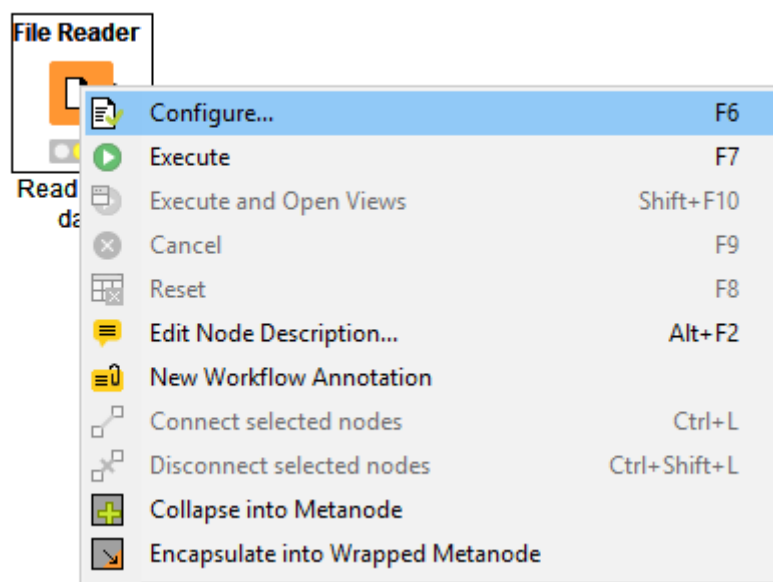 File Reader
Configure... F6
Execute F7
Read
Execute and Open Views Shift+F10
Cancel F9
Reset F8
Edit Node Description... Alt+F2
New Workflow Annotation
Connect selected nodes Ctrl+L
Disconnect selected nodes Ctrl+Shift+L
Collapse into Metanode
Encapsulate into Wrapped Metanode